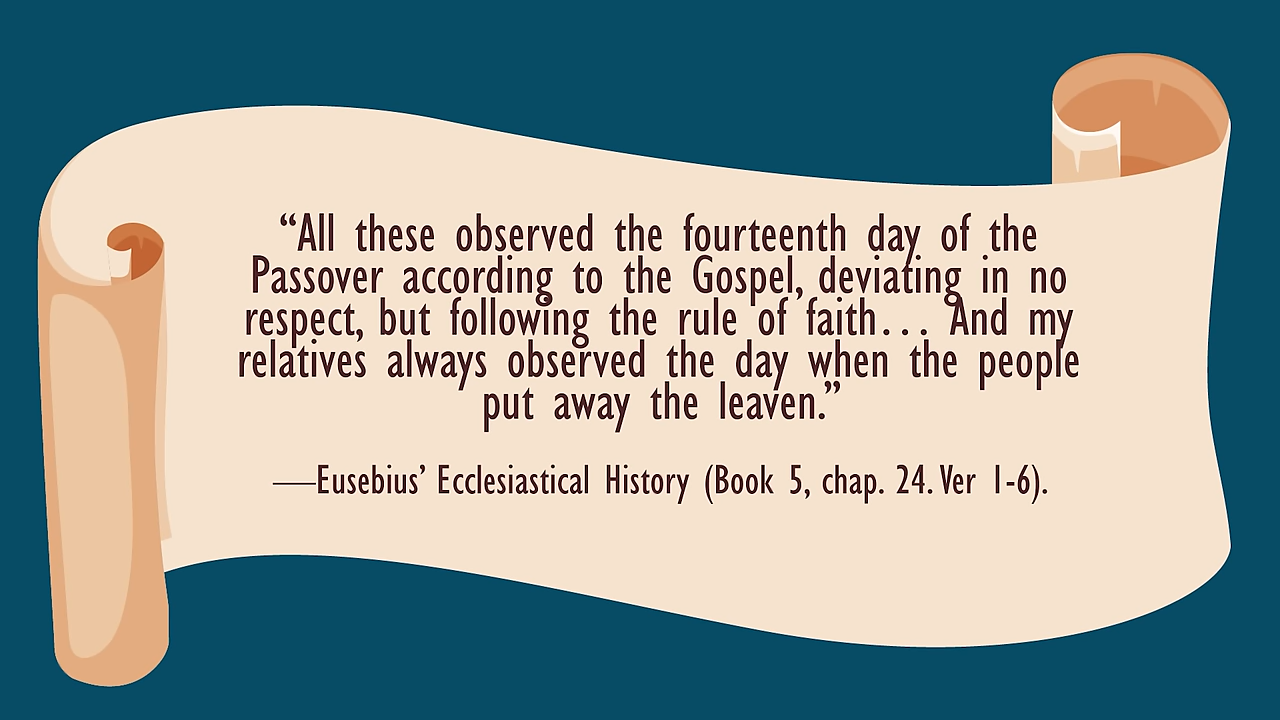 “All these observed the fourteenth day of the
Passover according to the Gospel, deviating in no
respect, but following the rule of faith… And my
relatives always observed the day when the people
put away the leaven.”
—Eusebius’ Ecclesiastical History (Book 5, chap. 24. Ver 1-6).